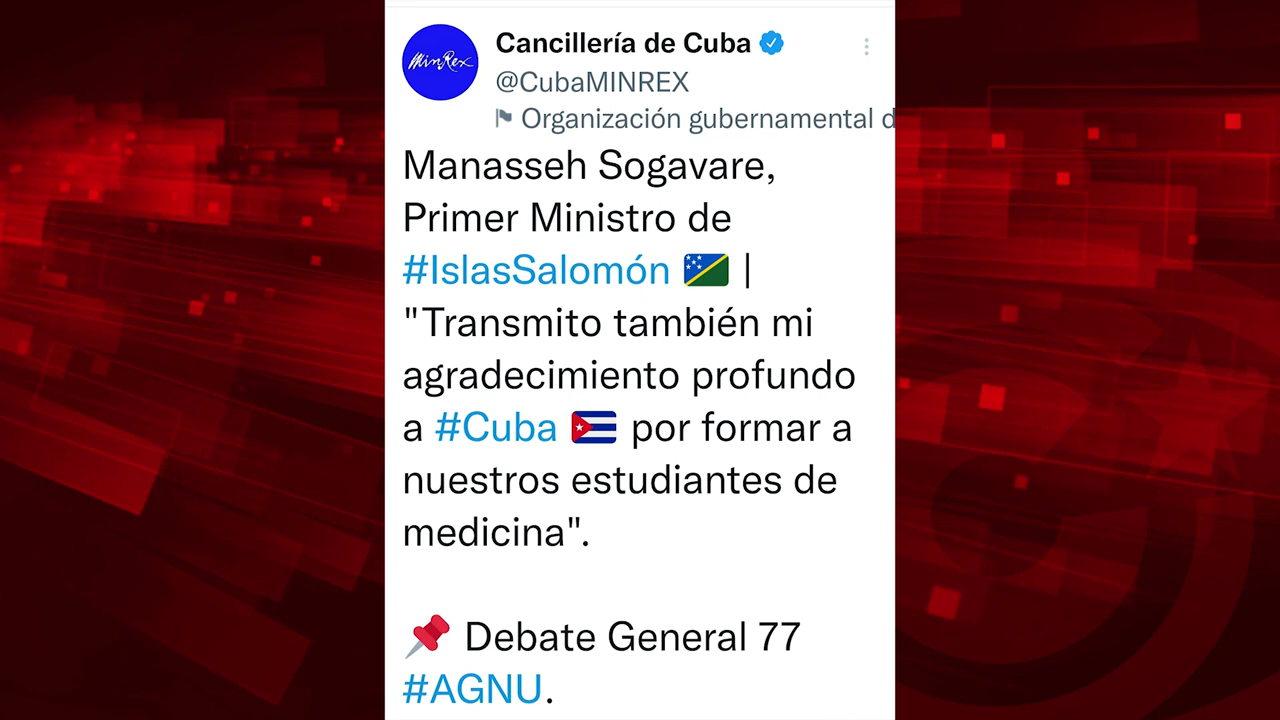 MinRex
Cancillería de Cuba
@CubaMINREX
Organización gubernamental d
Manasseh Sogavare,
Primer Ministro de
#IslasSalomón |
"Transmito también mi
agradecimiento profundo
a #Cuba por formar a
nuestros estudiantes de
medicina".
Debate General 77
#AGNU.